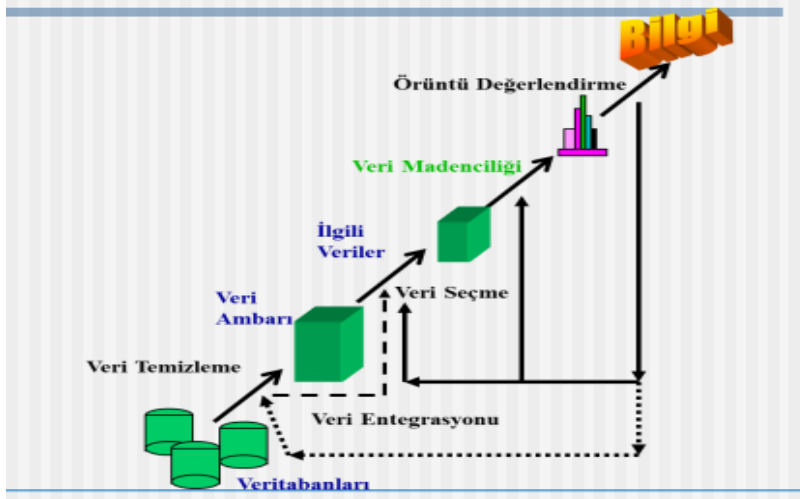 Bilgi
Örüntü Değerlendirme
Veri Madenciliği
İlgili
Veriler
Veri Seçme
Veri
Ambarı
Veri Temizleme
Veri Entegrasyonu
Veritabanları